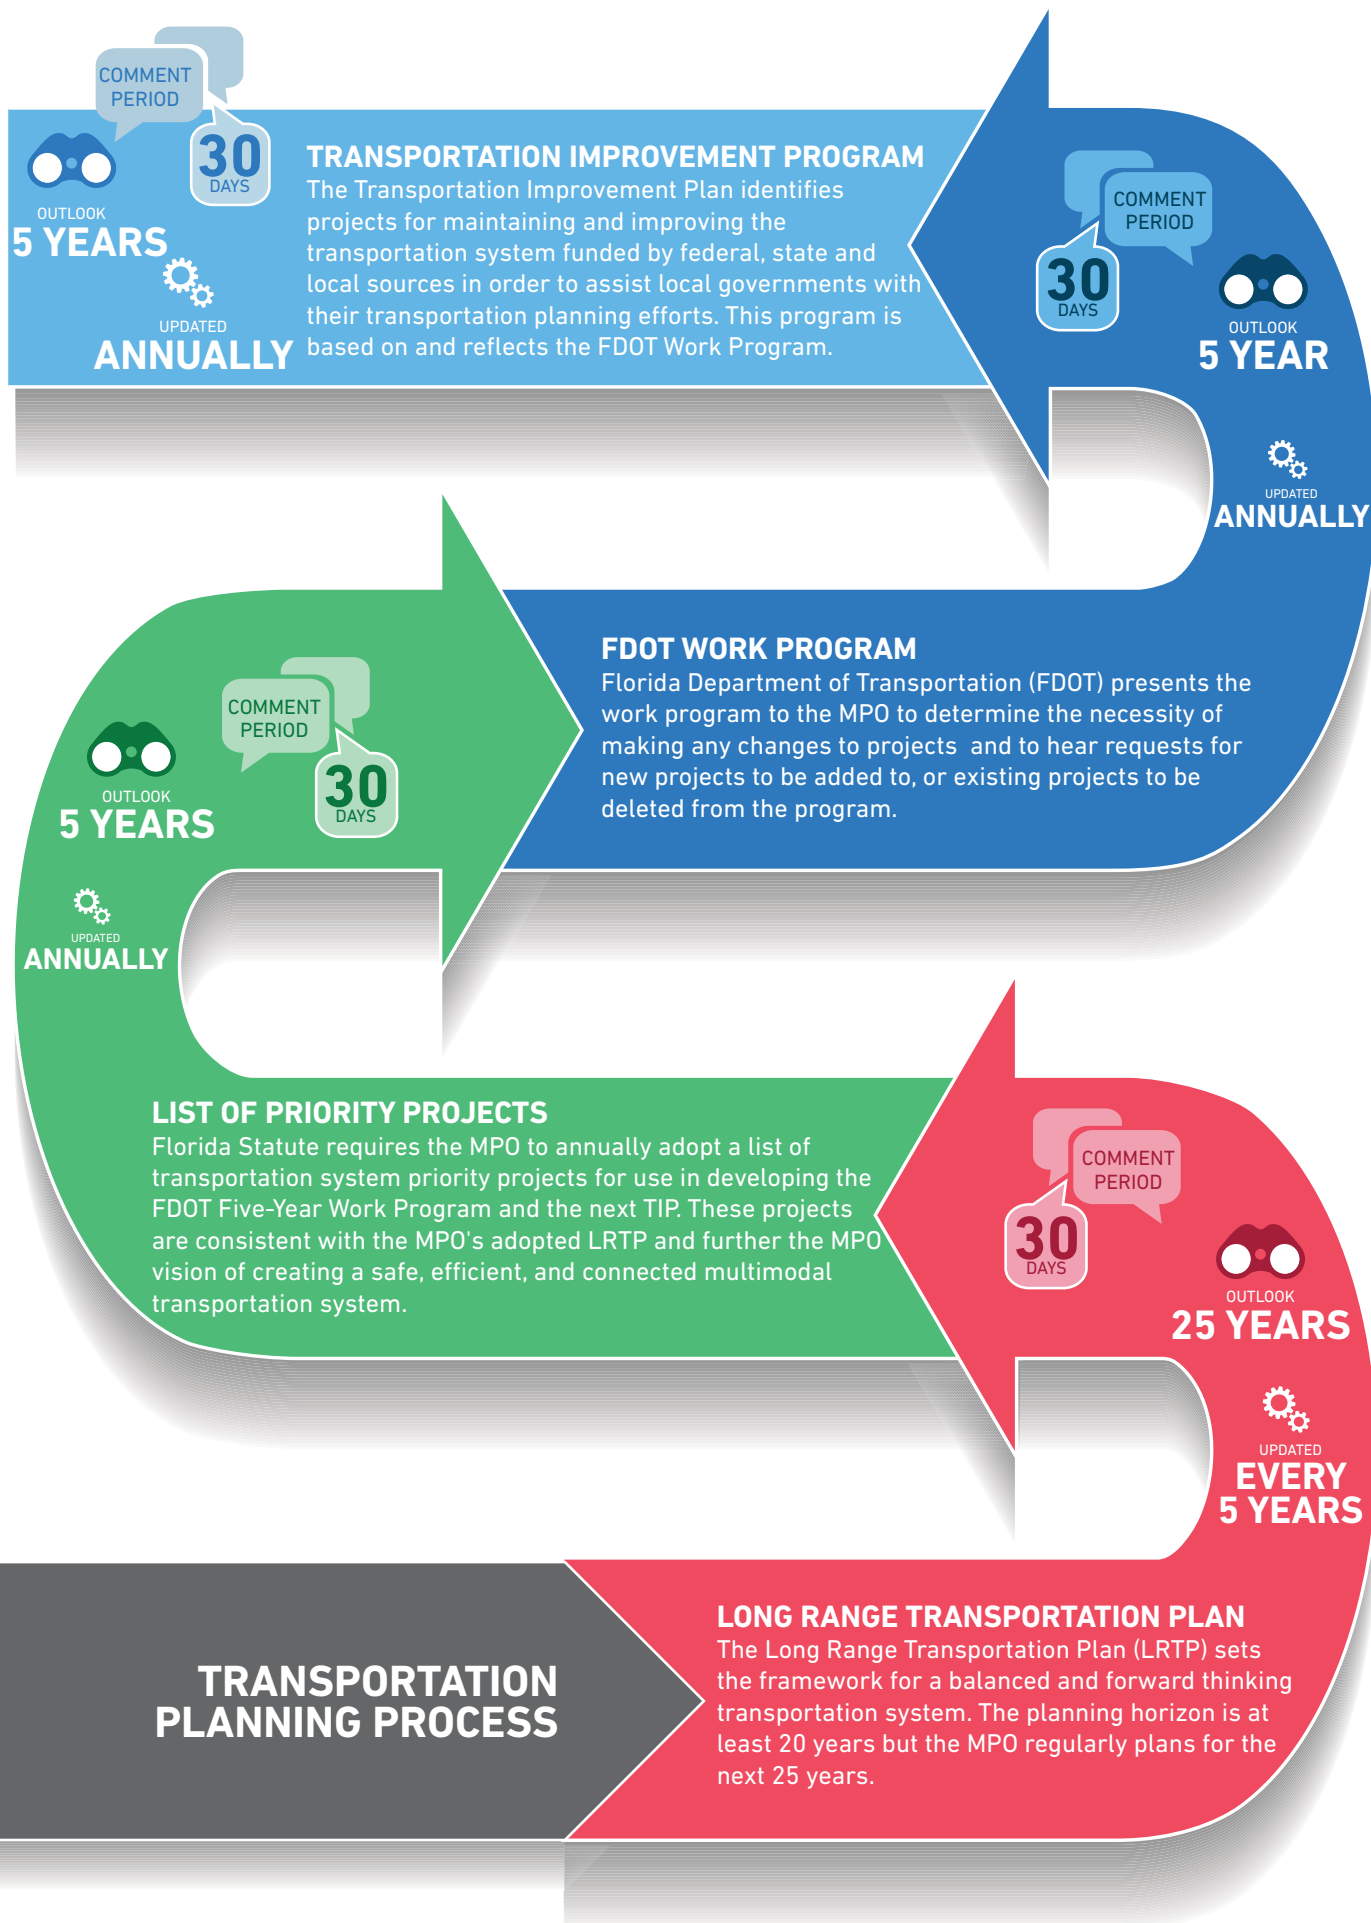 COMMENT
PERIOD
30
DAYS
OUTLOOK
5 YEARS
UPDATED
ANNUALLY
TRANSPORTATION IMPROVEMENT PROGRAM
The Transportation Improvement Plan identifies
projects for maintaining and improving the
transportation system funded by federal, state and
local sources in order to assist local governments with
their transportation planning efforts. This program is
based on and reflects the FDOT Work Program.
COMMENT
PERIOD
30
DAYS
OUTLOOK
5 YEAR
UPDATED
ANNUALLY
FDOT WORK PROGRAM
Florida Department of Transportation (FDOT) presents the
work program to the MPO to determine the necessity of
making any changes to projects and to hear requests for
new projects to be added to, or existing projects to be
deleted from the program.
COMMENT
PERIOD
30
DAYS
OUTLOOK
5 YEARS
UPDATED
ANNUALLY
LIST OF PRIORITY PROJECTS
Florida Statute requires the MPO to annually adopt a list of
transportation system priority projects for use in developing the
FDOT Five-Year Work Program and the next TIP. These projects
are consistent with the MPO's adopted LRTP and further the MPO
vision of creating a safe, efficient, and connected multimodal
transportation system.
COMMENT
PERIOD
30
DAYS
OUTLOOK
25 YEARS
UPDATED
EVERY
5 YEARS
LONG RANGE TRANSPORTATION PLAN
The Long Range Transportation Plan (LRTP) sets
the framework for a balanced and forward thinking
transportation system. The planning horizon is at
least 20 years but the MPO regularly plans for the
next 25 years.
TRANSPORTATION
PLANNING PROCESS